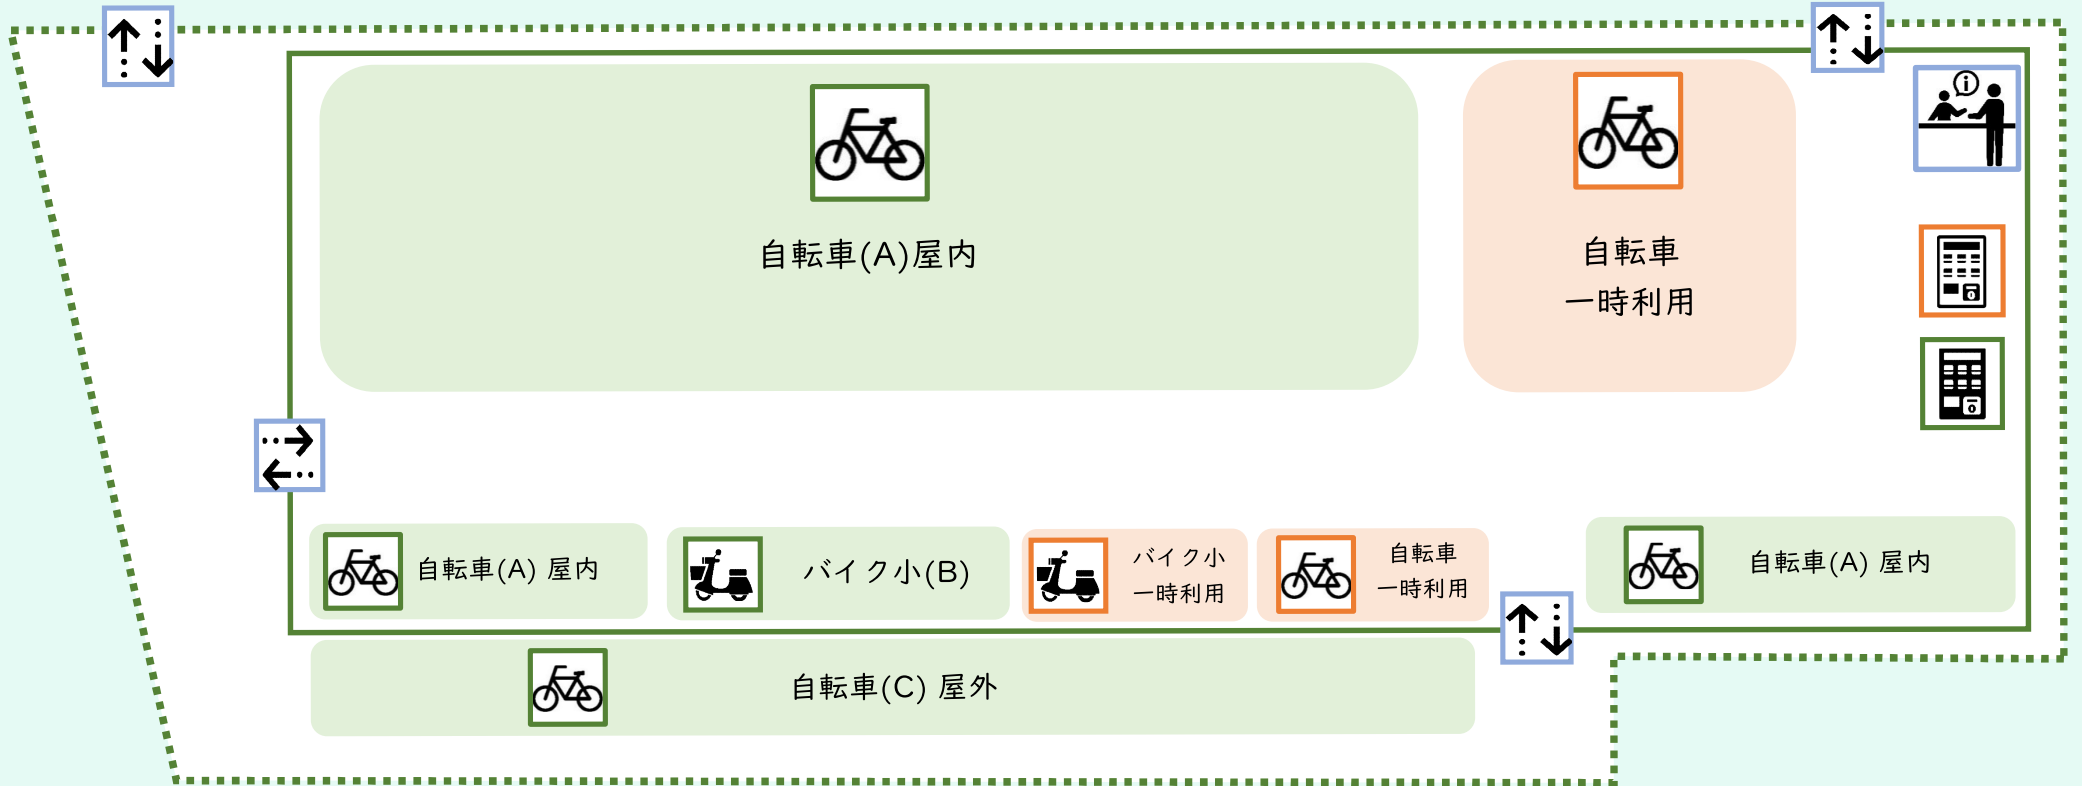 自転車(A)屋内
自転車
一時利用
自転車(A) 屋内
バイク小(B)
バイク小
一時利用
自転車
一時利用
自転車(A) 屋内
自転車(C) 屋外